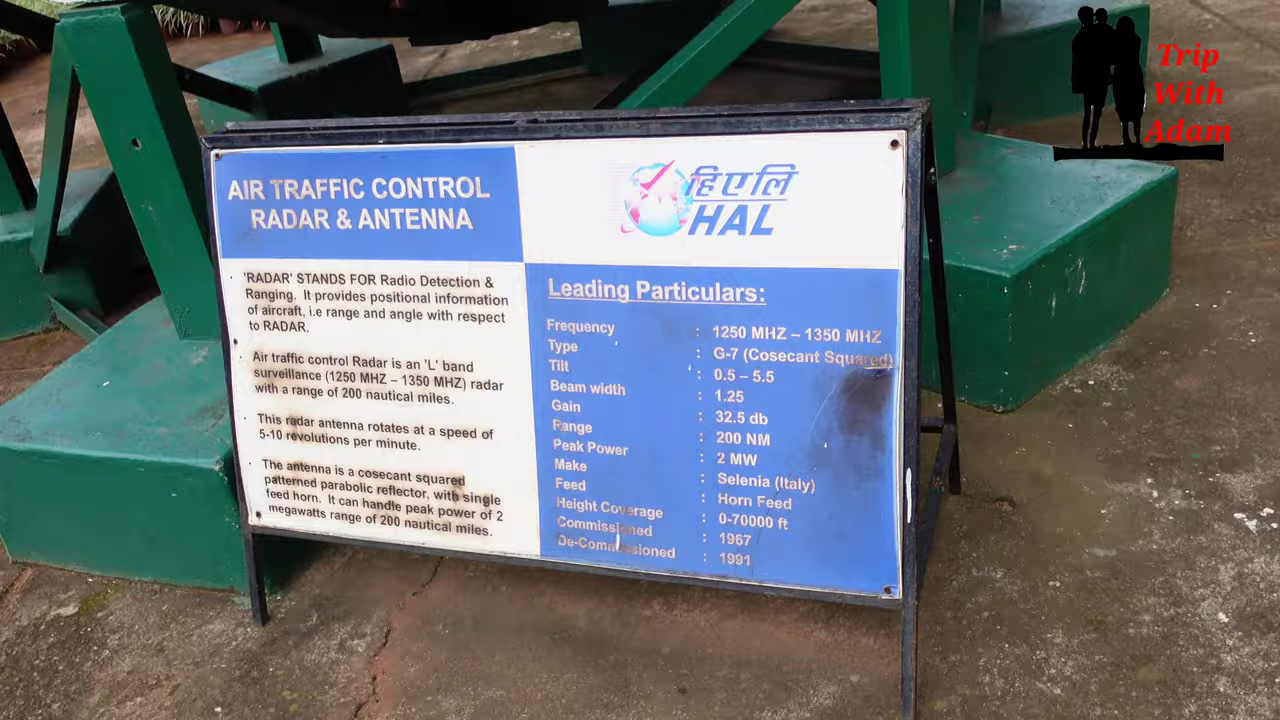 AIR TRAFFIC CONTROL
RADAR & ANTENNA
'RADAR' STANDS FOR Radio Detection &
Ranging. It provides positional information
of aircraft, i.e range and angle with respect
to RADAR.
Air traffic control Radar is an 'L' band
surveillance (1250 MHZ – 1350 MHZ) radar
with a range of 200 nautical miles.
This radar antenna rotates at a speed of
5-10 revolutions per minute.
The antenna is a cosecant squared
patterned parabolic reflector, with single
feed horn. It can handle peak power of 2
megawatts range of 200 nautical miles.
हिएलि
HAL
Leading Particulars:
Frequency : 1250 MHZ – 1350 MHZ
Type : G-7 (Cosecant Squared)
Tilt : 0.5 – 5.5
Beam width : 1.25
Gain : 32.5 db
Range : 200 NM
Peak Power : 2 MW
Make : Selenia (Italy)
Feed : Horn Feed
Height Coverage : 0-70000 ft
Commissioned : 1967
De-Commissioned : 1991
Trip
With
Adam